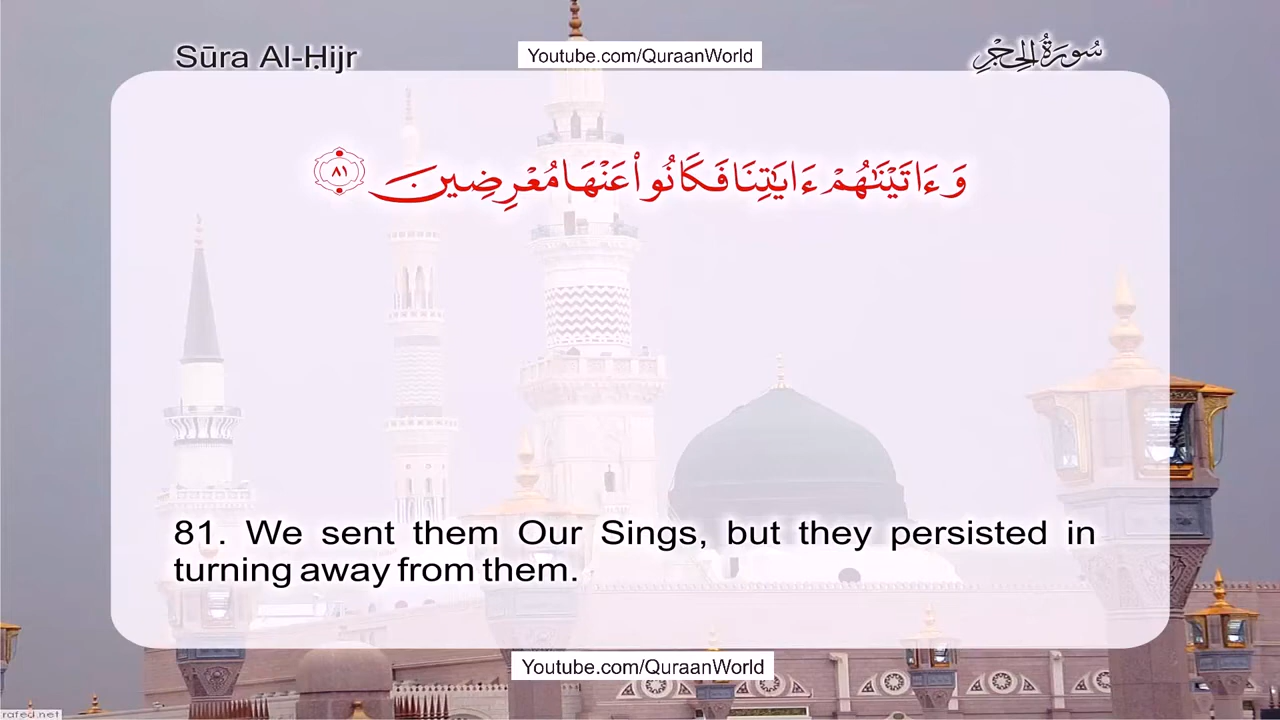 Sūra Al-Ḥijr
Youtube.com/QuraanWorld
سُورَةُ الحِجْرِ
وَءَاتَيْنَٰهُمْ ءَايَٰتِنَا فَكَانُوا۟ عَنْهَا مُعْرِضِينَ ٨١
81. We sent them Our Sings, but they persisted in
turning away from them.
Youtube.com/QuraanWorld
rafed.net